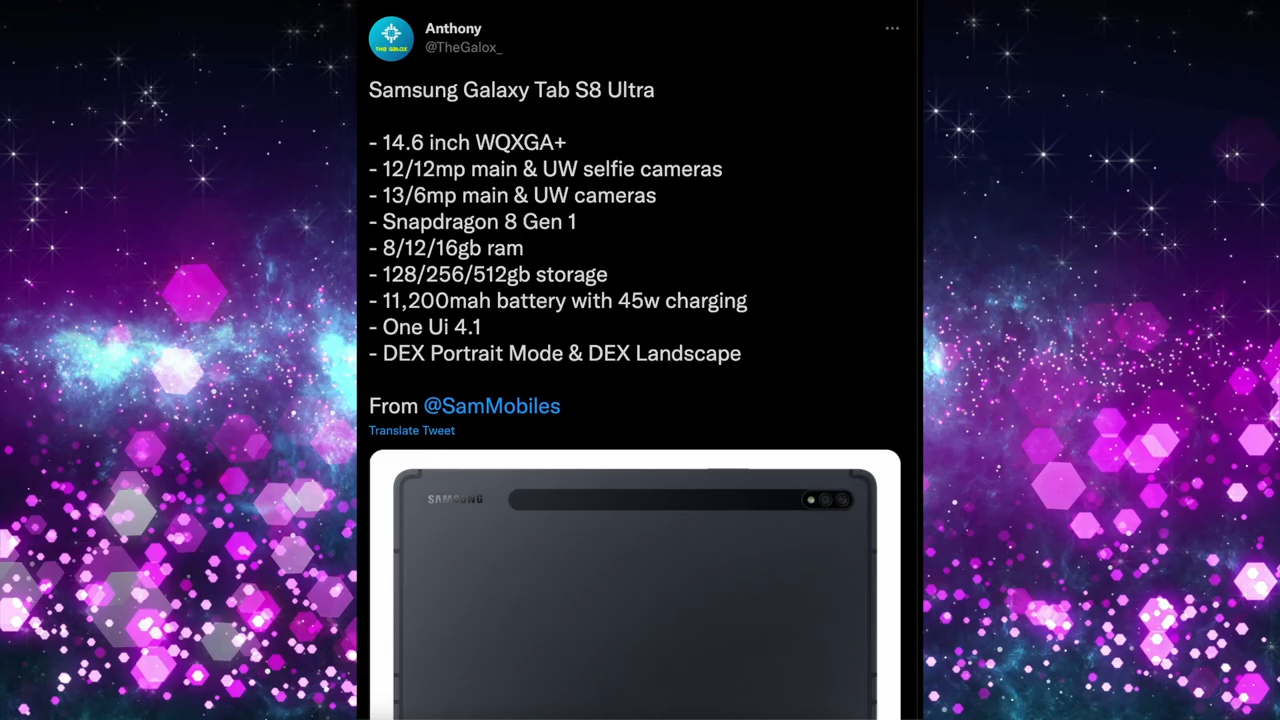 Anthony
@TheGalox_
THE GALOX
Samsung Galaxy Tab S8 Ultra
- 14.6 inch WQXGA+
- 12/12mp main & UW selfie cameras
- 13/6mp main & UW cameras
- Snapdragon 8 Gen 1
- 8/12/16gb ram
- 128/256/512gb storage
- 11,200mah battery with 45w charging
- One Ui 4.1
- DEX Portrait Mode & DEX Landscape
From @SamMobiles
Translate Tweet
SAMSUNG